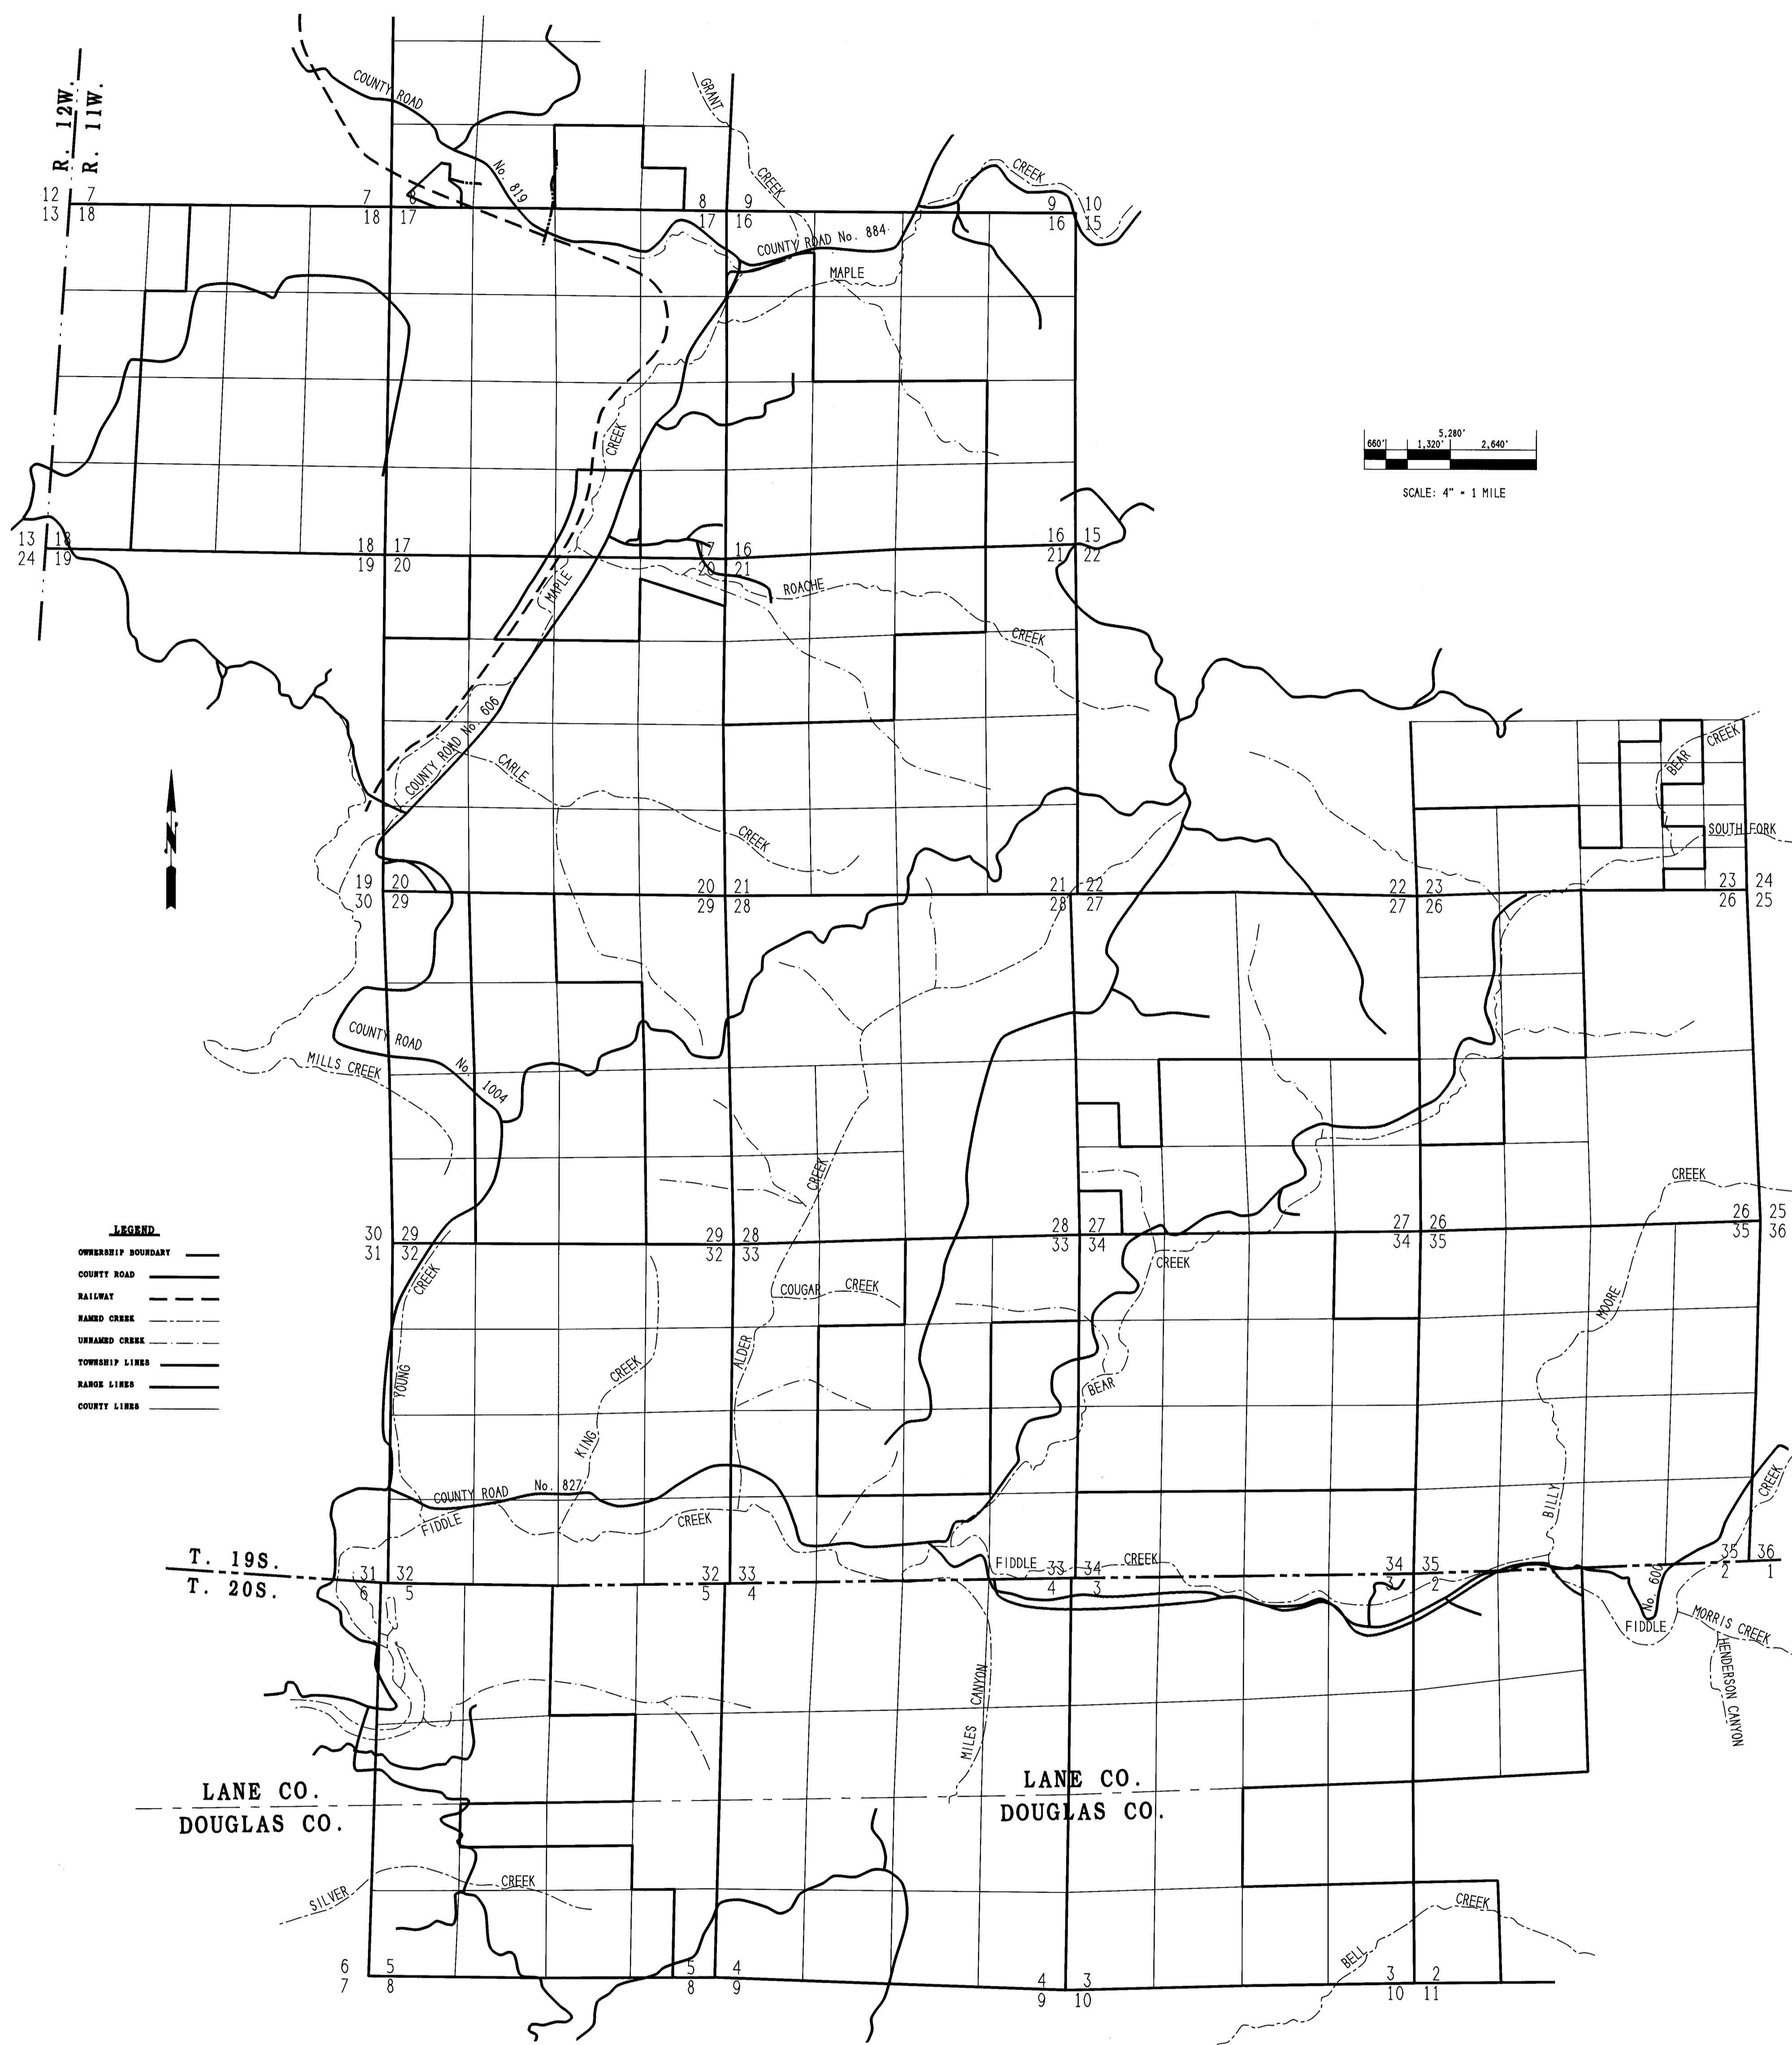 R. 12W.
R. 11W.
COUNTY ROAD
No. 819
GRANT
CREEK
CREEK
12 7
13 18
7 8
18 17
8 9
17 16
9 10
16 15
COUNTY ROAD No. 884
MAPLE
CREEK
5,280'
660' 1,320' 2,640'
SCALE: 4" = 1 MILE
13 18
24 19
18 17
19 20
17 16
20 21
16 15
21 22
MAPLE
ROACHE
CREEK
COUNTY ROAD No. 606
CARLE
CREEK
BEAR
CREEK
SOUTH FORK
N
19 20
30 29
20 21
29 28
21 22
28 27
22 23
27 26
23 24
26 25
COUNTY ROAD
No. 1004
MILLS CREEK
CREEK
CREEK
LEGEND
OWNERSHIP BOUNDARY
COUNTY ROAD
RAILWAY
NAMED CREEK
UNNAMED CREEK
TOWNSHIP LINES
RANGE LINES
COUNTY LINES
30 29
31 32
29 28
32 33
28 27
33 34
27 26
34 35
26 25
35 36
CREEK
CREEK
COUGAR CREEK
MOORE
ALDER
CREEK
YOUNG
BEAR
KING
COUNTY ROAD No. 827
FIDDLE
CREEK
BILLY
CREEK
T. 19S.
T. 20S.
31 32
6 5
32 33
5 4
FIDDLE 33 34 CREEK
4 3
34 35
3 2
35 36
2 1
No. 600
FIDDLE
MORRIS CREEK
HENDERSON CANYON
MILES CANYON
LANE CO.
DOUGLAS CO.
LANE CO.
DOUGLAS CO.
SILVER
CREEK
CREEK
BELL
6 5
7 8
5 4
8 9
4 3
9 10
3 2
10 11